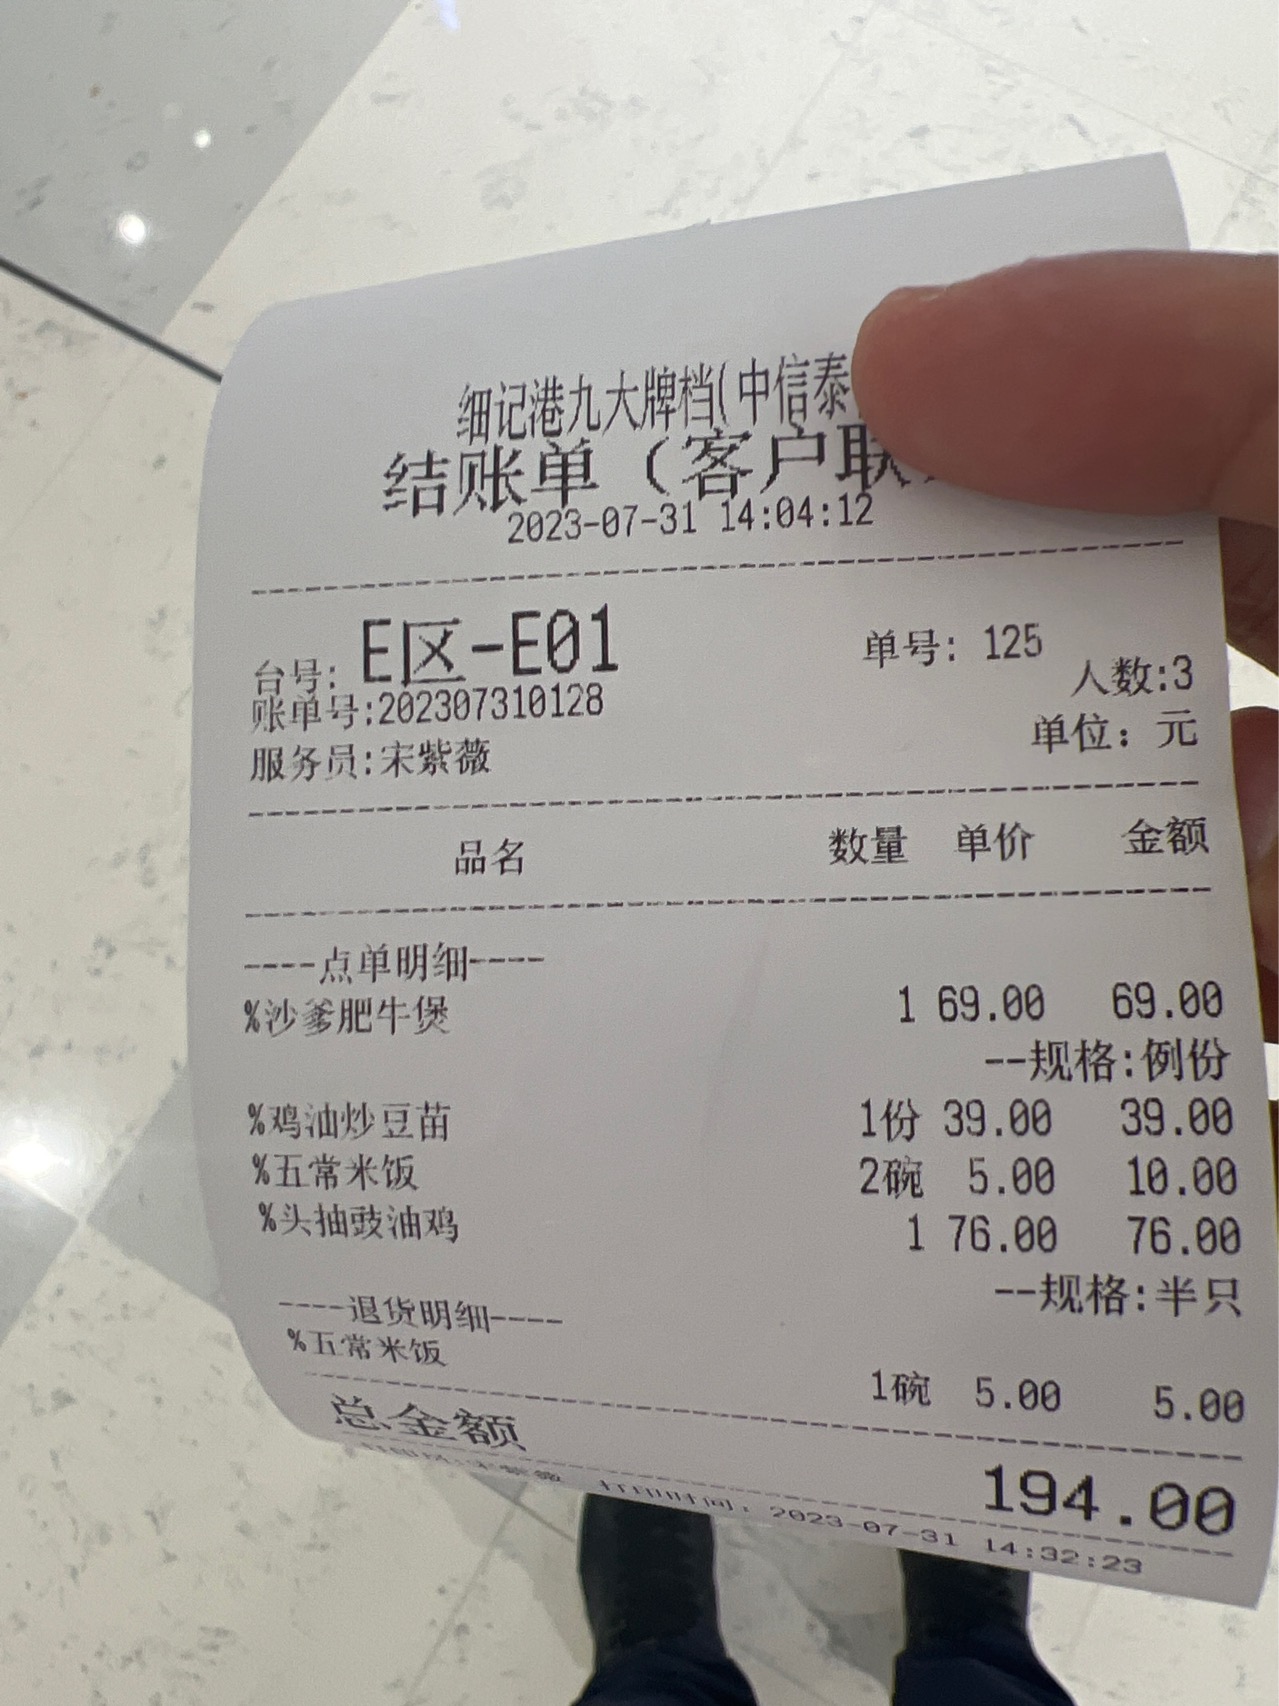 细记港九大牌档(中信泰
结账单（客户联
2023-07-31 14:04:12
台号: E区-E01 单号: 125
人数:3
账单号:202307310128
服务员:宋紫薇 单位: 元
品名 数量 单价 金额
----点单明细----
%沙爹肥牛煲 1 69.00 69.00
--规格:例份
%鸡油炒豆苗 1份 39.00 39.00
%五常米饭 2碗 5.00 10.00
%头抽豉油鸡 1 76.00 76.00
--规格:半只
----退货明细----
%五常米饭 1碗 5.00 5.00
总金额 194.00
打印时间: 2023-07-31 14:32:23